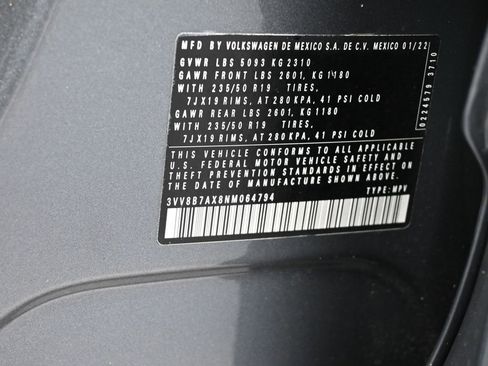 MFD BY VOLKSWAGEN DE MEXICO S.A. DE C.V. MEXICO 01/22
GVWR LBS 5093 KG 2310
GAWR FRONT LBS 2601, KG 1180
WITH 235/50 R19 TIRES,
7JX19 RIMS, AT 280 KPA, 41 PSI COLD
GAWR REAR LBS 2601, KG 1180
WITH 235/50 R19 TIRES,
7JX19 RIMS, AT 280 KPA, 41 PSI COLD
THIS VEHICLE CONFORMS TO ALL APPLICABLE
U.S. FEDERAL MOTOR VEHICLE SAFETY AND
THEFT PREVENTION STANDARDS IN EFFECT ON
THE DATE OF MANUFACTURE SHOWN ABOVE.
3VV8B7AX8NM064794 TYPE: MPV
0224579 3710